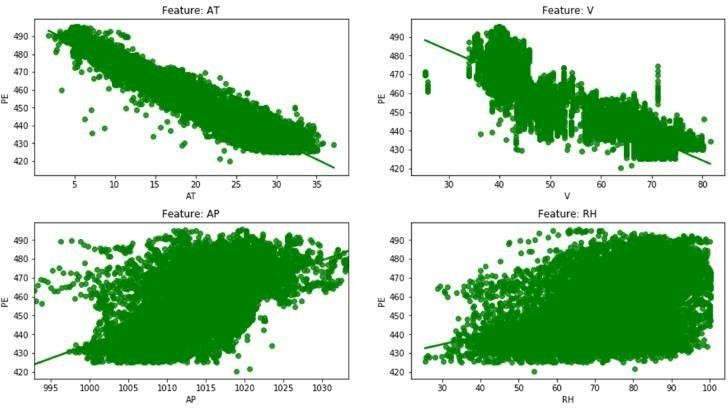 Feature: AT
490
480
470
460
450
440
430
420
PE
5 10 15 20 25 30 35
AT
Feature: V
490
480
470
460
450
440
430
420
PE
30 40 50 60 70 80
V
Feature: AP
490
480
470
460
450
440
430
420
PE
995 1000 1005 1010 1015 1020 1025 1030
AP
Feature: RH
490
480
470
460
450
440
430
420
PE
30 40 50 60 70 80 90 100
RH